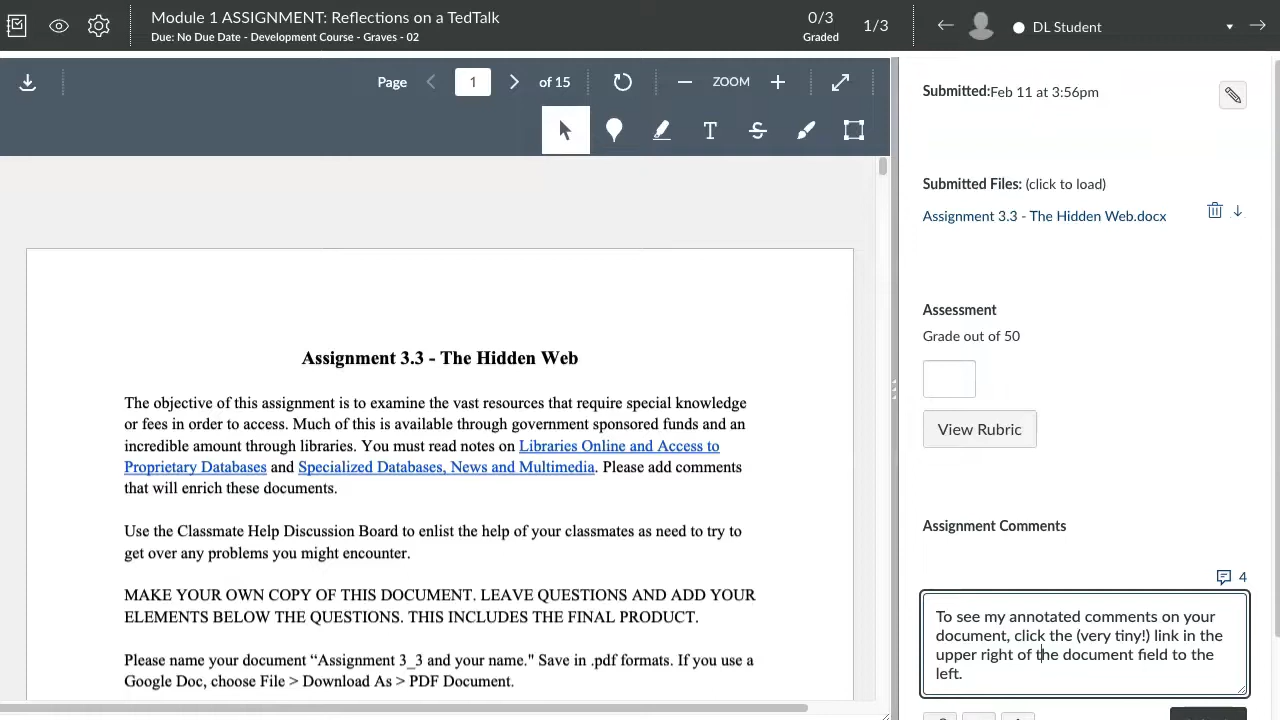 Module 1 ASSIGNMENT: Reflections on a TedTalk
Due: No Due Date - Development Course - Graves - 02
0/3
Graded
1/3
DL Student
Page 1 of 15
ZOOM
T
Assignment 3.3 - The Hidden Web
The objective of this assignment is to examine the vast resources that require special knowledge
or fees in order to access. Much of this is available through government sponsored funds and an
incredible amount through libraries. You must read notes on Libraries Online and Access to
Proprietary Databases and Specialized Databases, News and Multimedia. Please add comments
that will enrich these documents.
Use the Classmate Help Discussion Board to enlist the help of your classmates as need to try to
get over any problems you might encounter.
MAKE YOUR OWN COPY OF THIS DOCUMENT. LEAVE QUESTIONS AND ADD YOUR
ELEMENTS BELOW THE QUESTIONS. THIS INCLUDES THE FINAL PRODUCT.
Please name your document “Assignment 3_3 and your name." Save in .pdf formats. If you use a
Google Doc, choose File > Download As > PDF Document.
Submitted:Feb 11 at 3:56pm
Submitted Files: (click to load)
Assignment 3.3 - The Hidden Web.docx
Assessment
Grade out of 50
View Rubric
Assignment Comments
4
To see my annotated comments on your
document, click the (very tiny!) link in the
upper right of the document field to the
left.